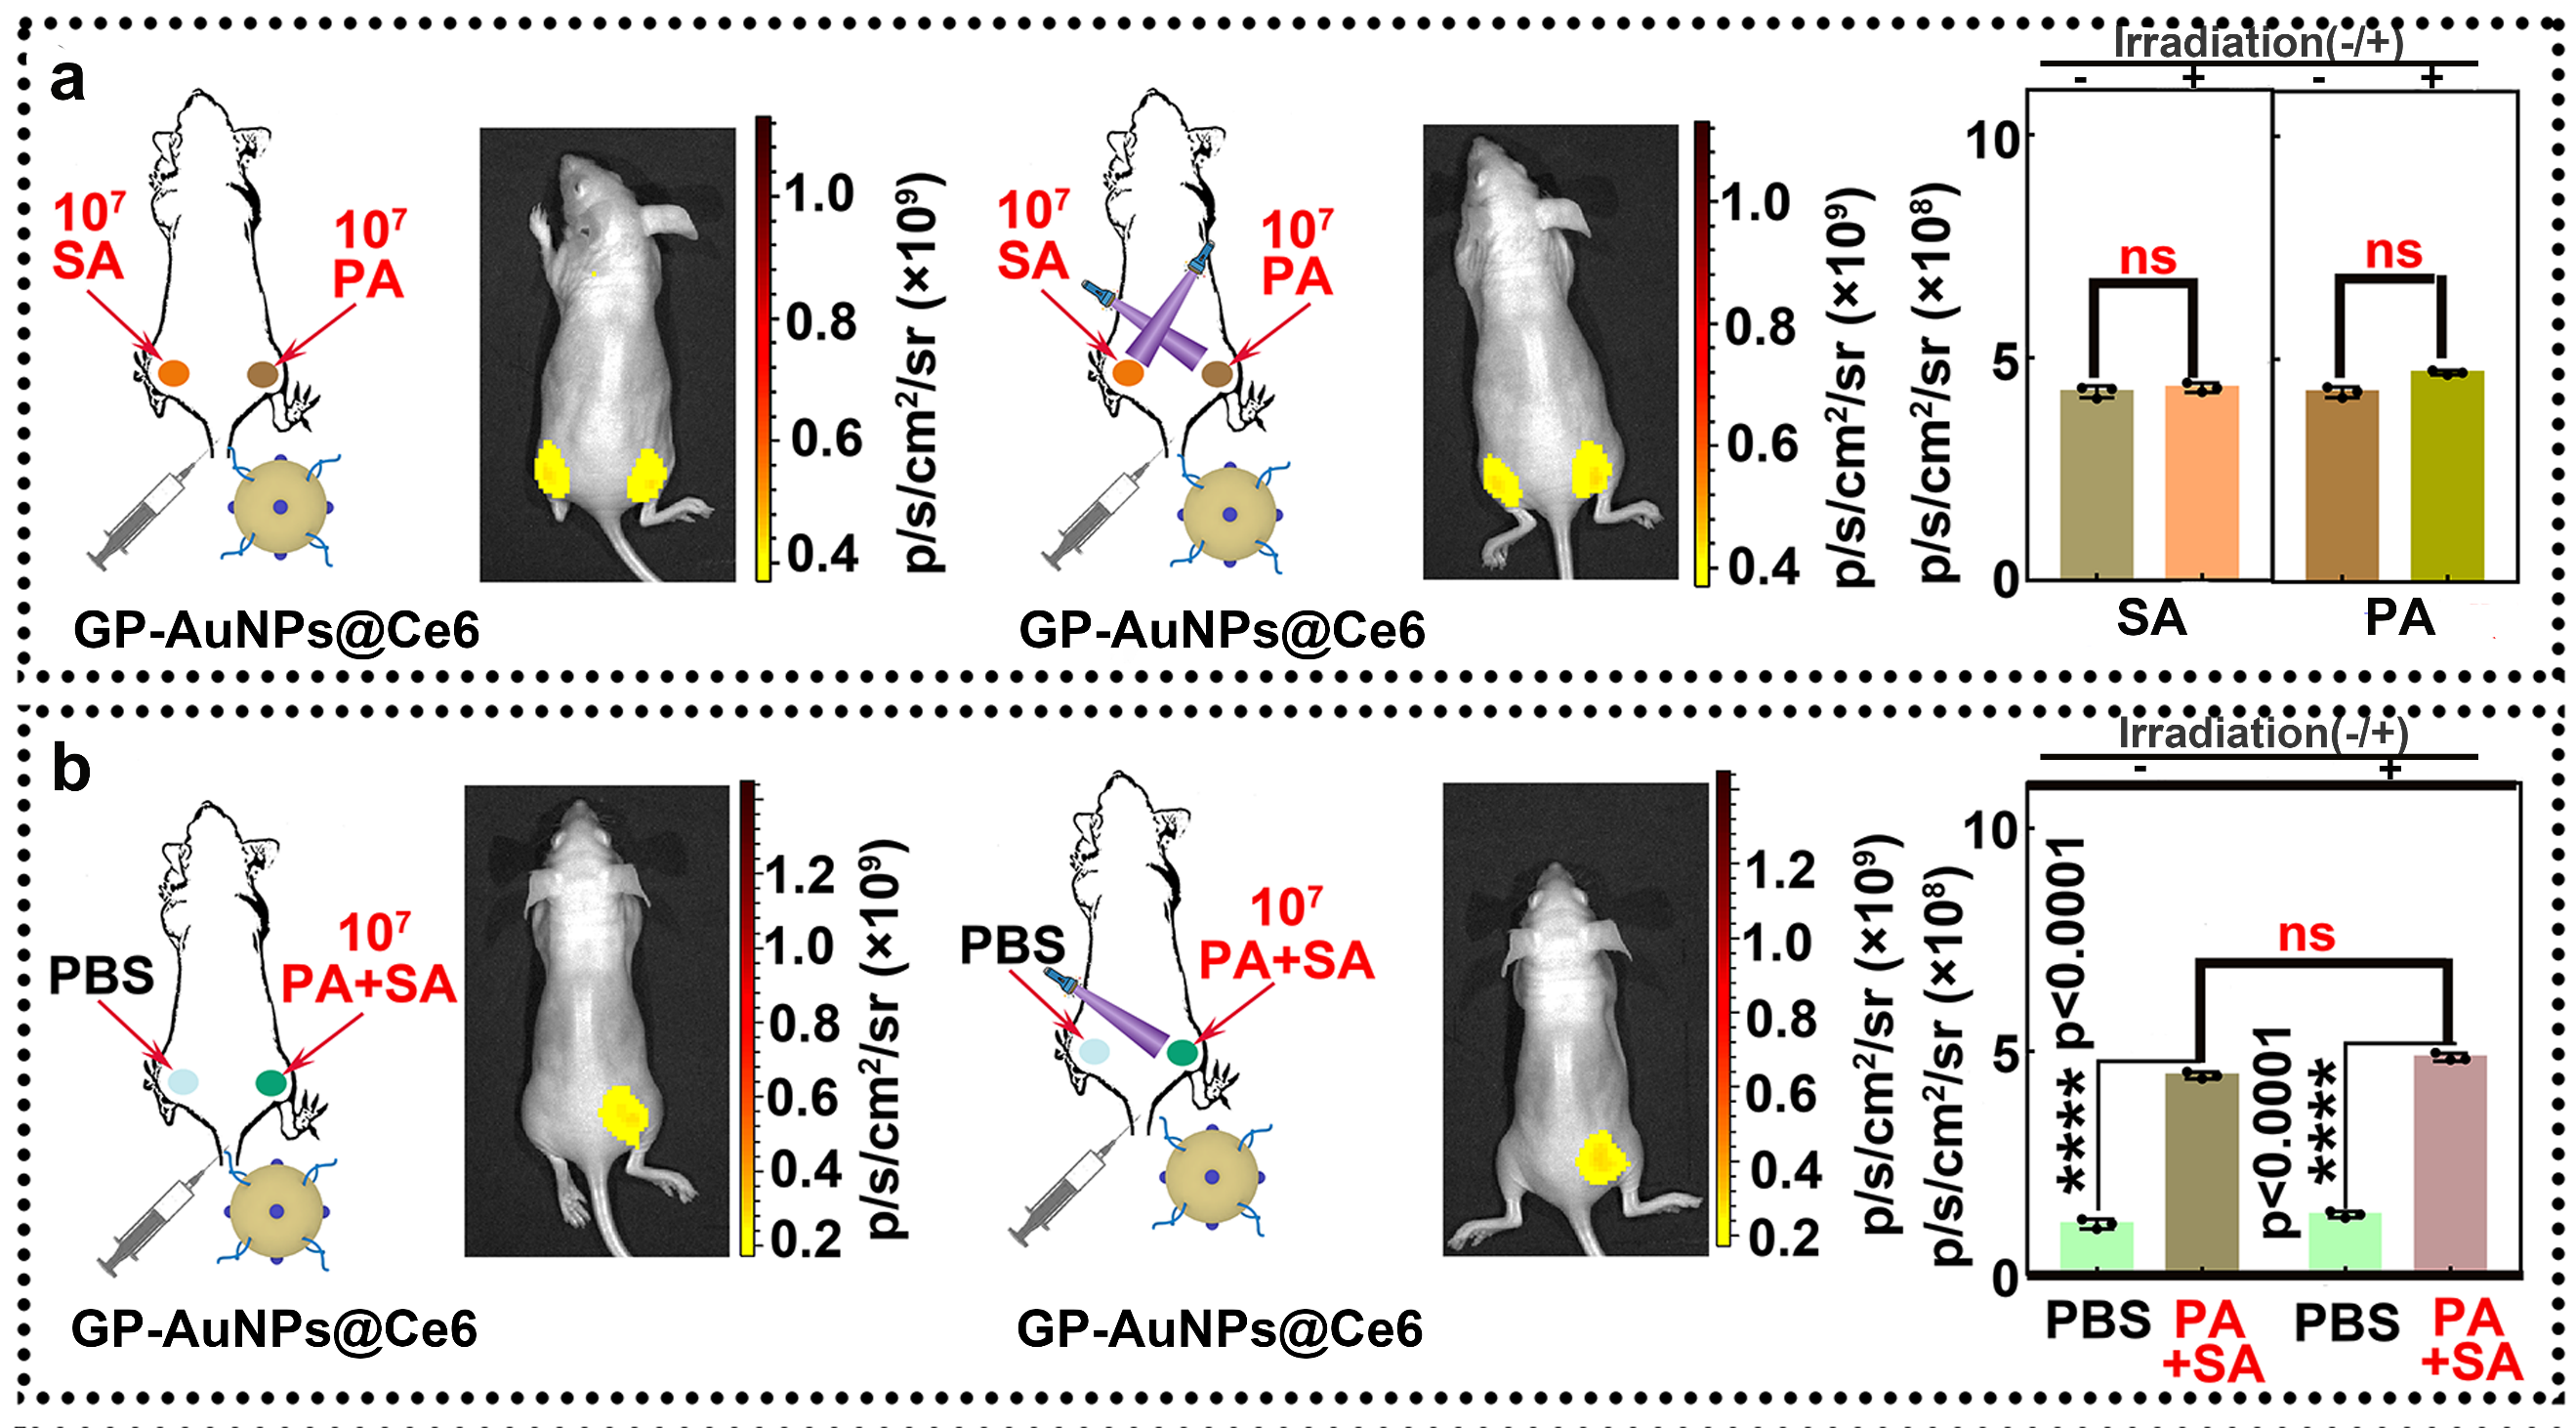 a
10⁷
SA
10⁷
PA
GP-AuNPs@Ce6
1.0
0.8
0.6
0.4
p/s/cm²/sr (×10⁹)
10⁷
SA
10⁷
PA
GP-AuNPs@Ce6
1.0
0.8
0.6
0.4
p/s/cm²/sr (×10⁹)
Irradiation(-/+)
- + - +
p/s/cm²/sr (×10⁸)
10
5
0
ns
ns
SA
PA
b
PBS
10⁷
PA+SA
GP-AuNPs@Ce6
1.2
1.0
0.8
0.6
0.4
0.2
p/s/cm²/sr (×10⁹)
PBS
10⁷
PA+SA
GP-AuNPs@Ce6
1.2
1.0
0.8
0.6
0.4
0.2
p/s/cm²/sr (×10⁹)
Irradiation(-/+)
- +
p/s/cm²/sr (×10⁸)
10
5
0
**** p<0.0001
p<0.0001
****
ns
PBS
PA
+SA
PBS
PA
+SA